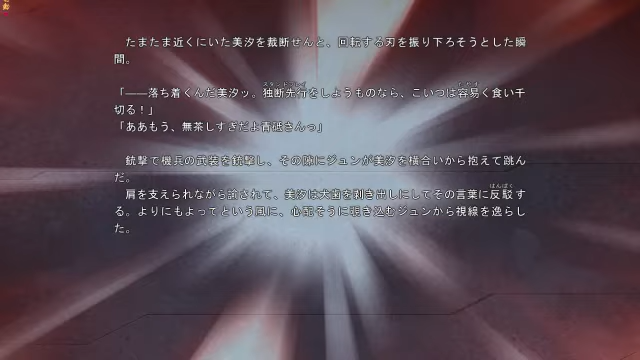 たまたま近くにいた美汐を裁断せんと、回転する刃を振り下ろそうとした瞬
間。
「――落ち着くんだ美汐ッ。独断先行をしようものなら、こいつは容易く食い千
切る！」
「ああもう、無茶しすぎだよ青砥さんっ」
銃撃で機兵の武装を銃撃し、その隙にジュンが美汐を横合いから抱えて跳ん
だ。
肩を支えられながら諭されて、美汐は犬歯を剥き出しにしてその言葉に反駁す
る。よりにもよってという風に、心配そうに覗き込むジュンから視線を逸らし
た。